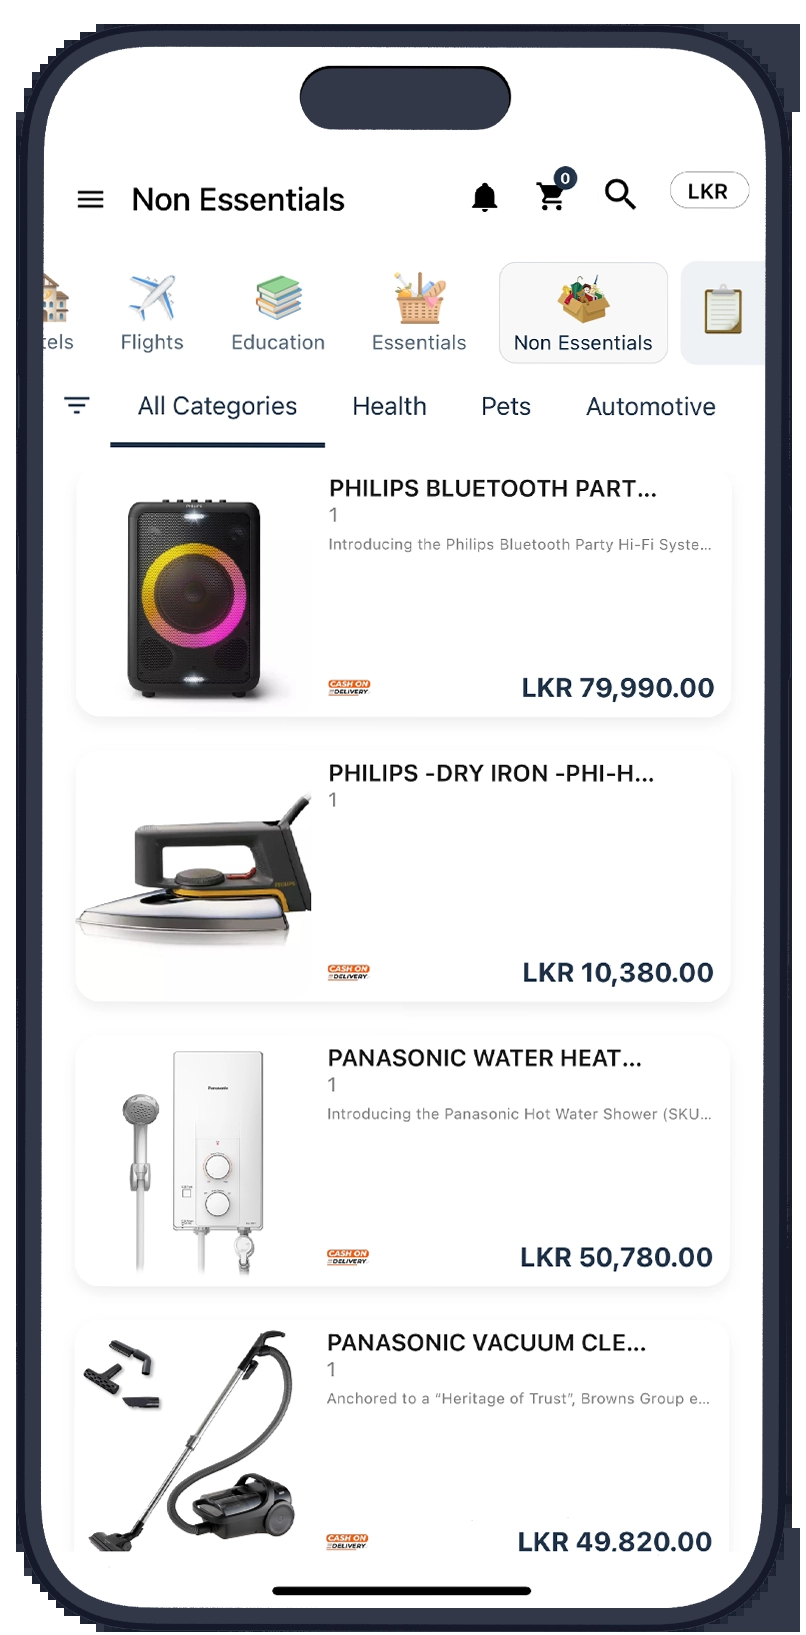 Non Essentials
0
LKR
tels
Flights
Education
Essentials
Non Essentials
All Categories
Health
Pets
Automotive
PHILIPS BLUETOOTH PART...
1
Introducing the Philips Bluetooth Party Hi-Fi Syste...
CASH ON
DELIVERY
LKR 79,990.00
PHILIPS -DRY IRON -PHI-H...
1
CASH ON
DELIVERY
LKR 10,380.00
Panasonic
PANASONIC WATER HEAT...
1
Introducing the Panasonic Hot Water Shower (SKU...
CASH ON
DELIVERY
LKR 50,780.00
PANASONIC VACUUM CLE...
1
Anchored to a “Heritage of Trust”, Browns Group e...
CASH ON
DELIVERY
LKR 49,820.00